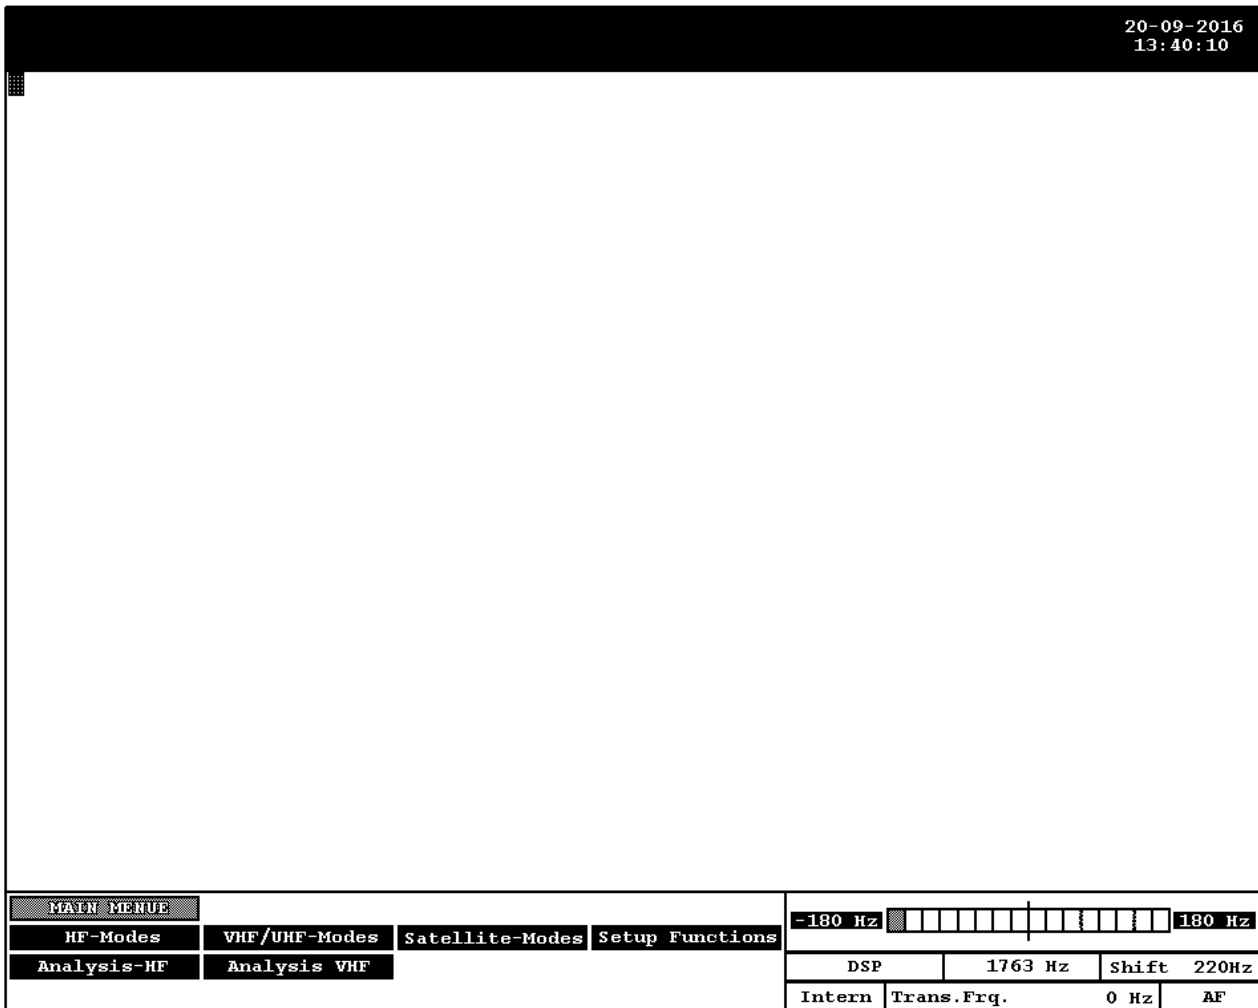 20-09-2016
13:40:10
MAIN MENUE
HF-Modes VHF/UHF-Modes Satellite-Modes Setup Functions
Analysis-HF Analysis VHF
-180 Hz 180 Hz
DSP 1763 Hz Shift 220Hz
Intern Trans.Frq. 0 Hz AF